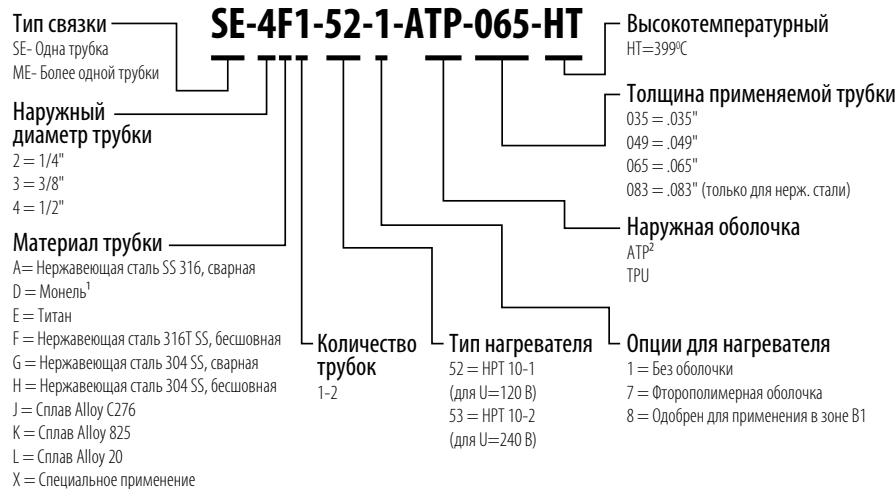 SE-4F1-52-1-ATP-065-HT
Тип связки
SE- Одна трубка
ME- Более одной трубки
Наружный
диаметр трубки
2 = 1/4"
3 = 3/8"
4 = 1/2"
Материал трубки
A= Нержавеющая сталь SS 316, сварная
D = Монель¹
E = Титан
F = Нержавеющая сталь 316T SS, бесшовная
G = Нержавеющая сталь 304 SS, сварная
H = Нержавеющая сталь 304 SS, бесшовная
J = Сплав Alloy C276
K = Сплав Alloy 825
L = Сплав Alloy 20
X = Специальное применение
Количество
трубок
1-2
Тип нагревателя
52 = HPT 10-1
(для U=120 В)
53 = HPT 10-2
(для U=240 В)
Высокотемпературный
HT=399⁰C
Толщина применяемой трубки
035 = .035"
049 = .049"
065 = .065"
083 = .083" (только для нерж. стали)
Наружная оболочка
ATP²
TPU
Опции для нагревателя
1 = Без оболочки
7 = Фторополимерная оболочка
8 = Одобрен для применения в зоне B1